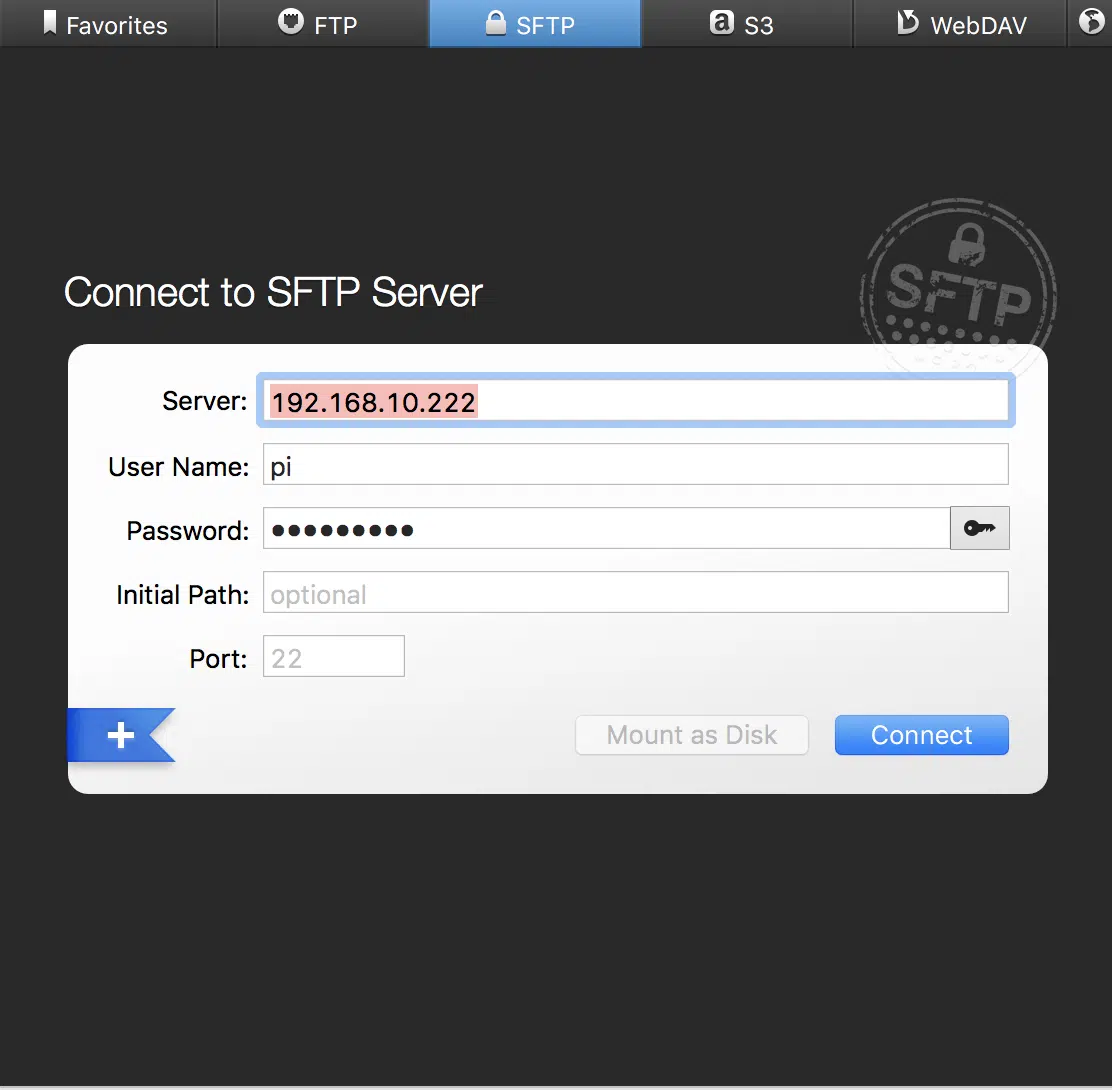 Favorites
FTP
SFTP
S3
WebDAV
SFTP
Connect to SFTP Server
Server: 192.168.10.222
User Name: pi
Password: •••••••••
Initial Path: optional
Port: 22
Mount as Disk
Connect